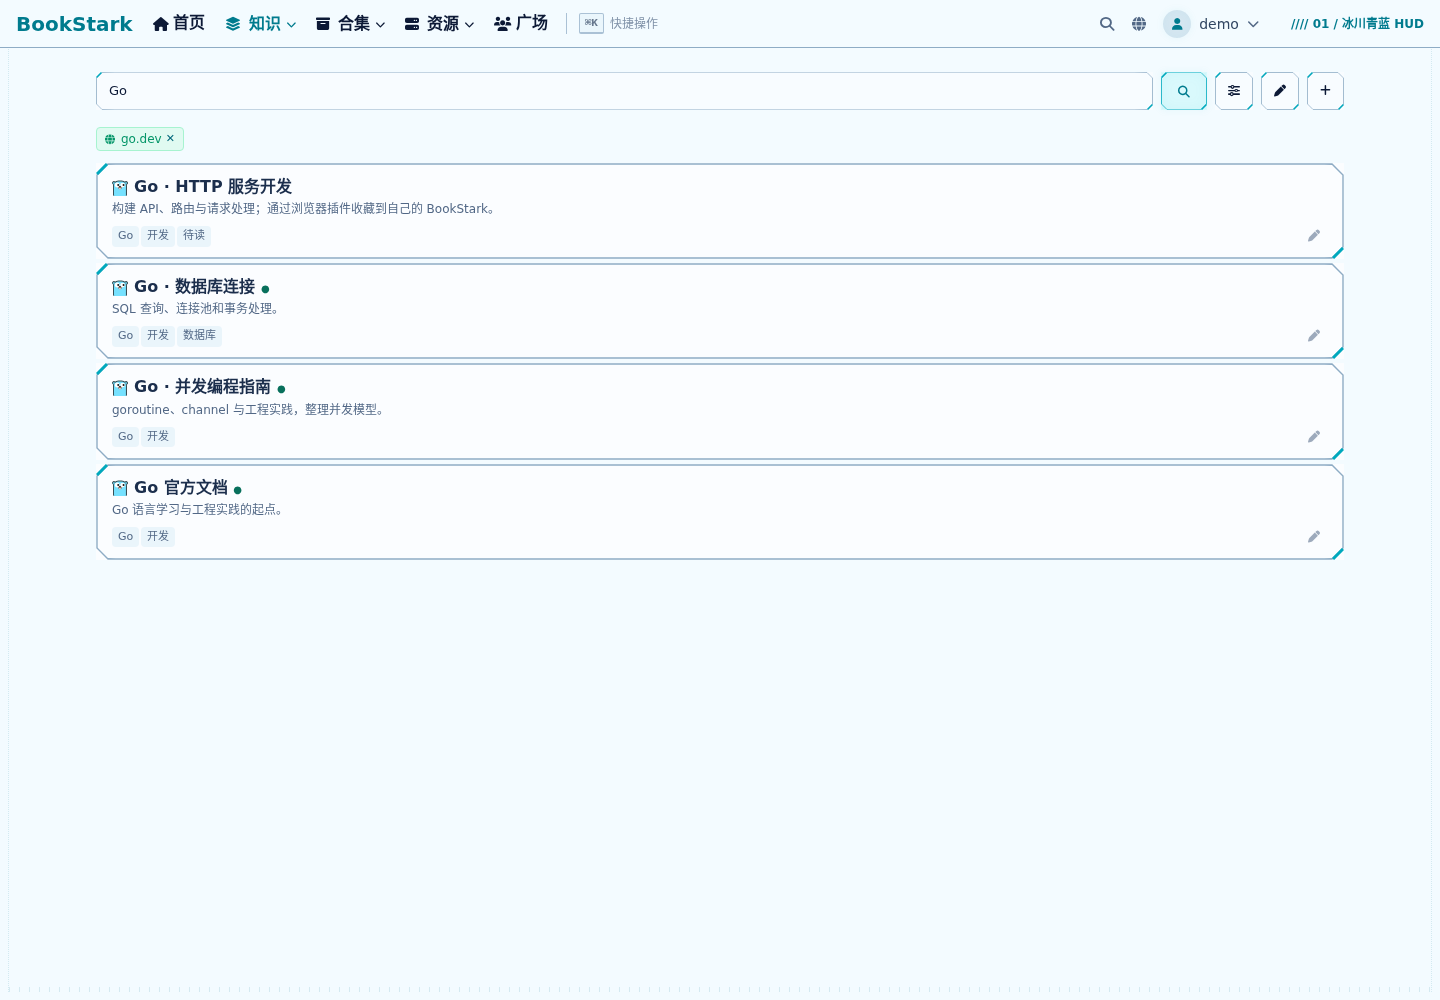 BookStark 首页 知识 合集 资源 广场 ⌘K 快捷操作 demo //// 01 / 冰川青蓝 HUD
Go
go.dev ×
Go · HTTP 服务开发
构建 API、路由与请求处理；通过浏览器插件收藏到自己的 BookStark。
Go 开发 待读
Go · 数据库连接
SQL 查询、连接池和事务处理。
Go 开发 数据库
Go · 并发编程指南
goroutine、channel 与工程实践，整理并发模型。
Go 开发
Go 官方文档
Go 语言学习与工程实践的起点。
Go 开发